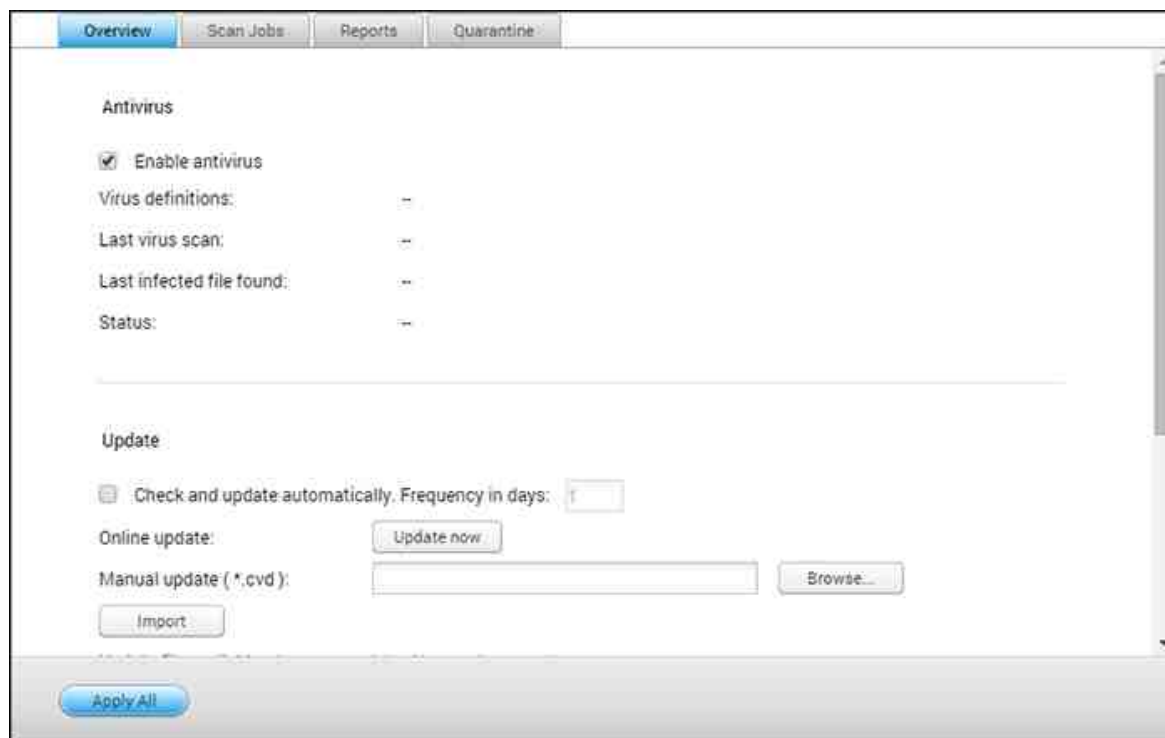 Overview Scan Jobs Reports Quarantine
Antivirus
Enable antivirus
Virus definitions: --
Last virus scan: --
Last infected file found: --
Status: --
Update
Check and update automatically. Frequency in days: 1
Online update: Update now
Manual update ( *.cvd ): Browse...
Import
Apply All